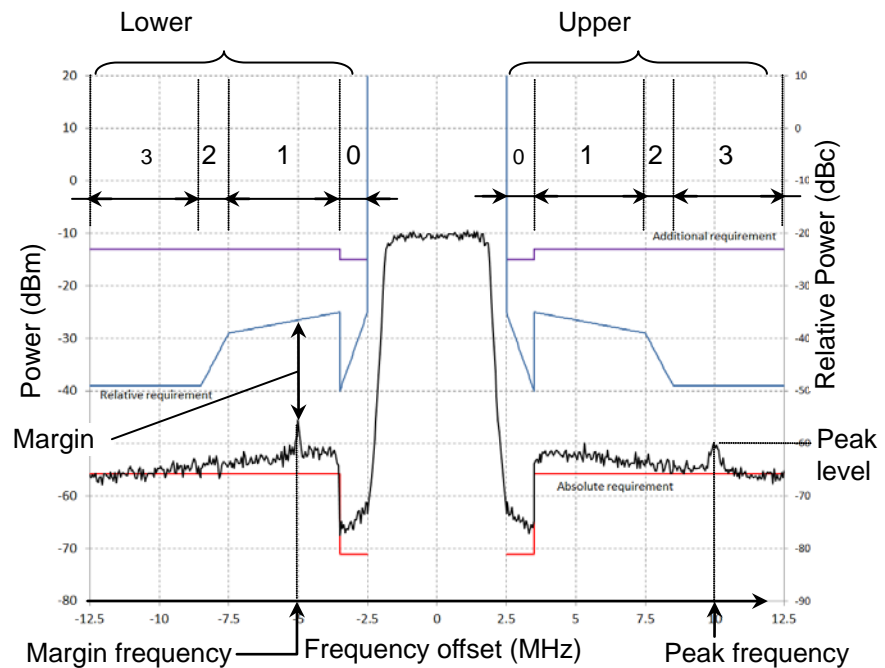 Lower
Upper
20
10
0
-10
-20
-30
-40
-50
-60
-70
-80
Power (dBm)
10
0
-10
-20
-30
-40
-50
-60
-70
-80
-90
Relative Power (dBc)
3 2 1 0
0 1 2 3
Additional requirement
Relative requirement
Absolute requirement
Margin
Peak
level
-12.5 -10 -7.5 -5 -2.5 0 2.5 5 7.5 10 12.5
Margin frequency
Frequency offset (MHz)
Peak frequency